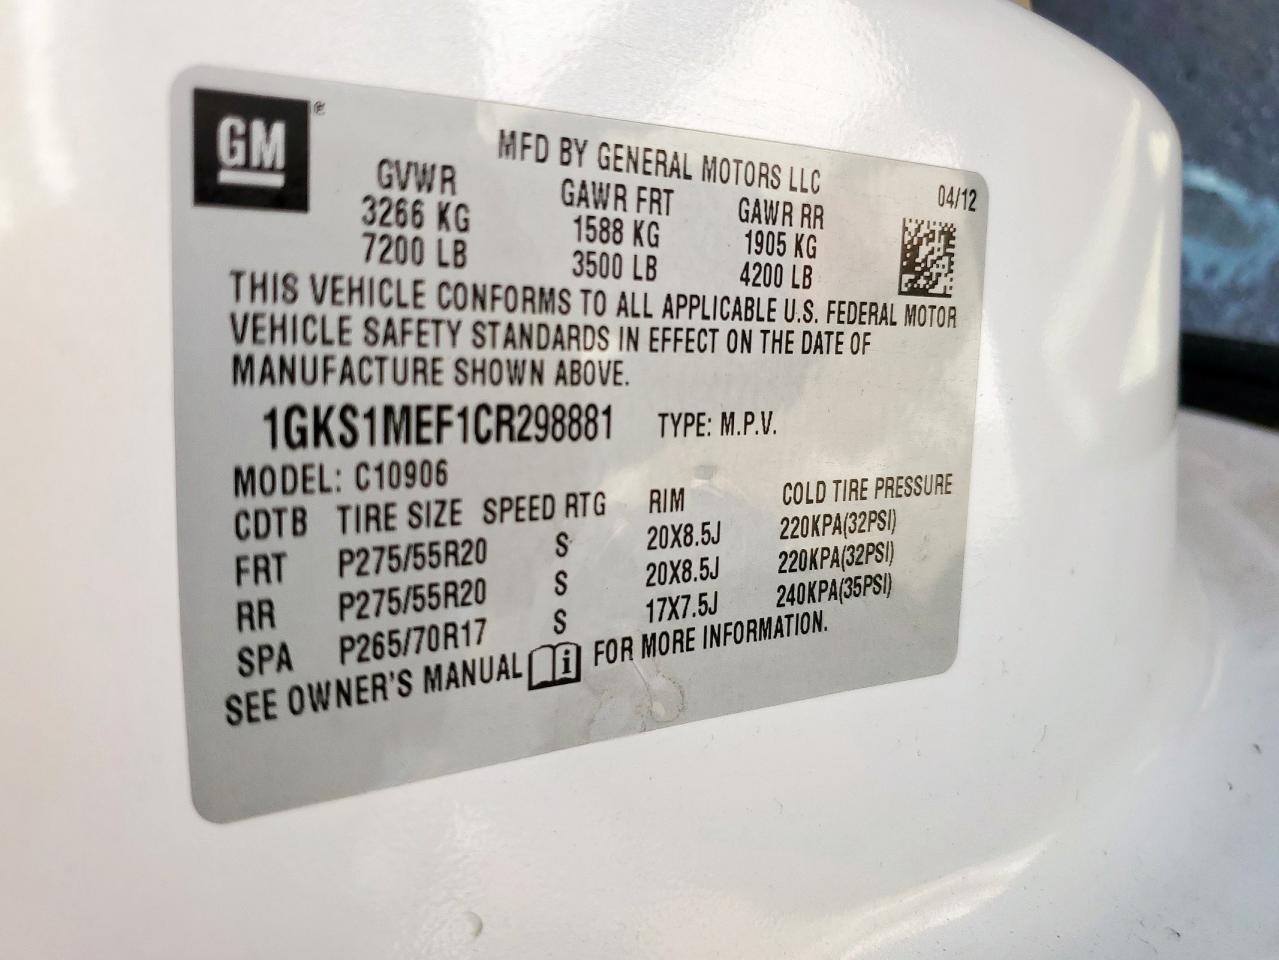 GM ®
MFD BY GENERAL MOTORS LLC
04/12
GVWR GAWR FRT GAWR RR
3266 KG 1588 KG 1905 KG
7200 LB 3500 LB 4200 LB
THIS VEHICLE CONFORMS TO ALL APPLICABLE U.S. FEDERAL MOTOR
VEHICLE SAFETY STANDARDS IN EFFECT ON THE DATE OF
MANUFACTURE SHOWN ABOVE.
1GKS1MEF1CR298881 TYPE: M.P.V.
MODEL: C10906
CDTB TIRE SIZE SPEED RTG RIM COLD TIRE PRESSURE
FRT P275/55R20 S 20X8.5J 220KPA(32PSI)
RR P275/55R20 S 20X8.5J 220KPA(32PSI)
SPA P265/70R17 S 17X7.5J 240KPA(35PSI)
SEE OWNER'S MANUAL i FOR MORE INFORMATION.